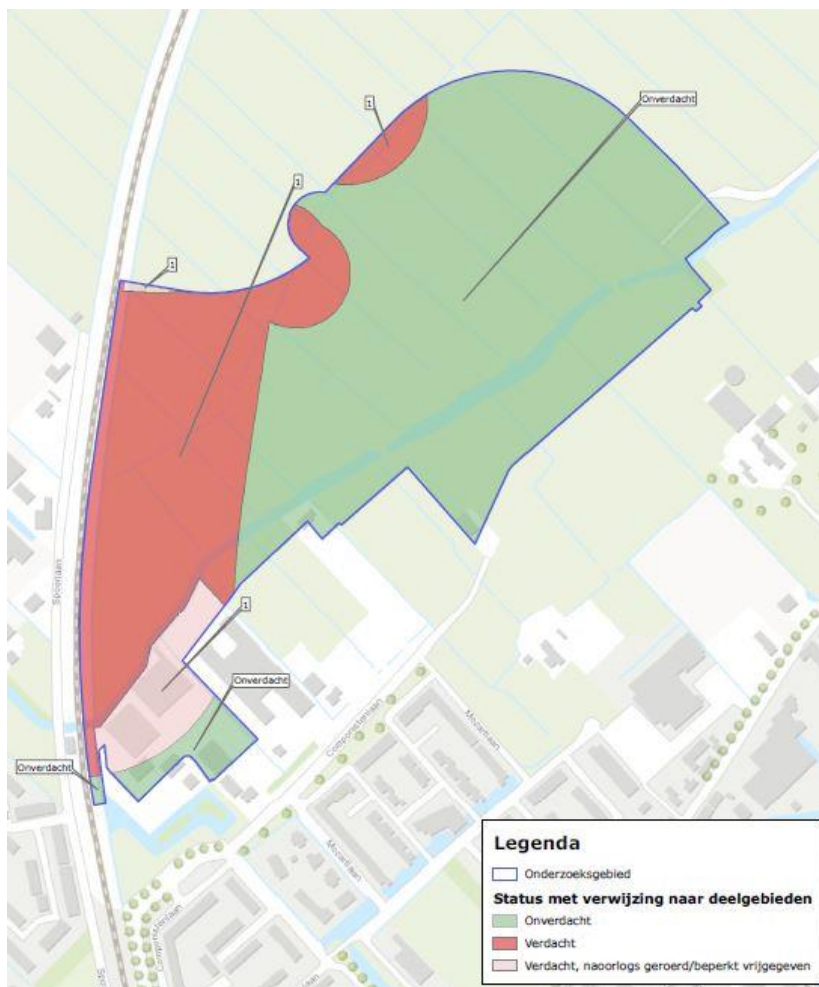 Onverdacht
1
1
1
Spoorlaan
1
Onverdacht
Componistenlaan
Mozartlaan
Onverdacht
Mozartlaan
Componistenlaan
Legenda
Onderzoeksgebied
Status met verwijzing naar deelgebieden
Onverdacht
Verdacht
Verdacht, naoorlogs geroerd/beperkt vrijgegeven